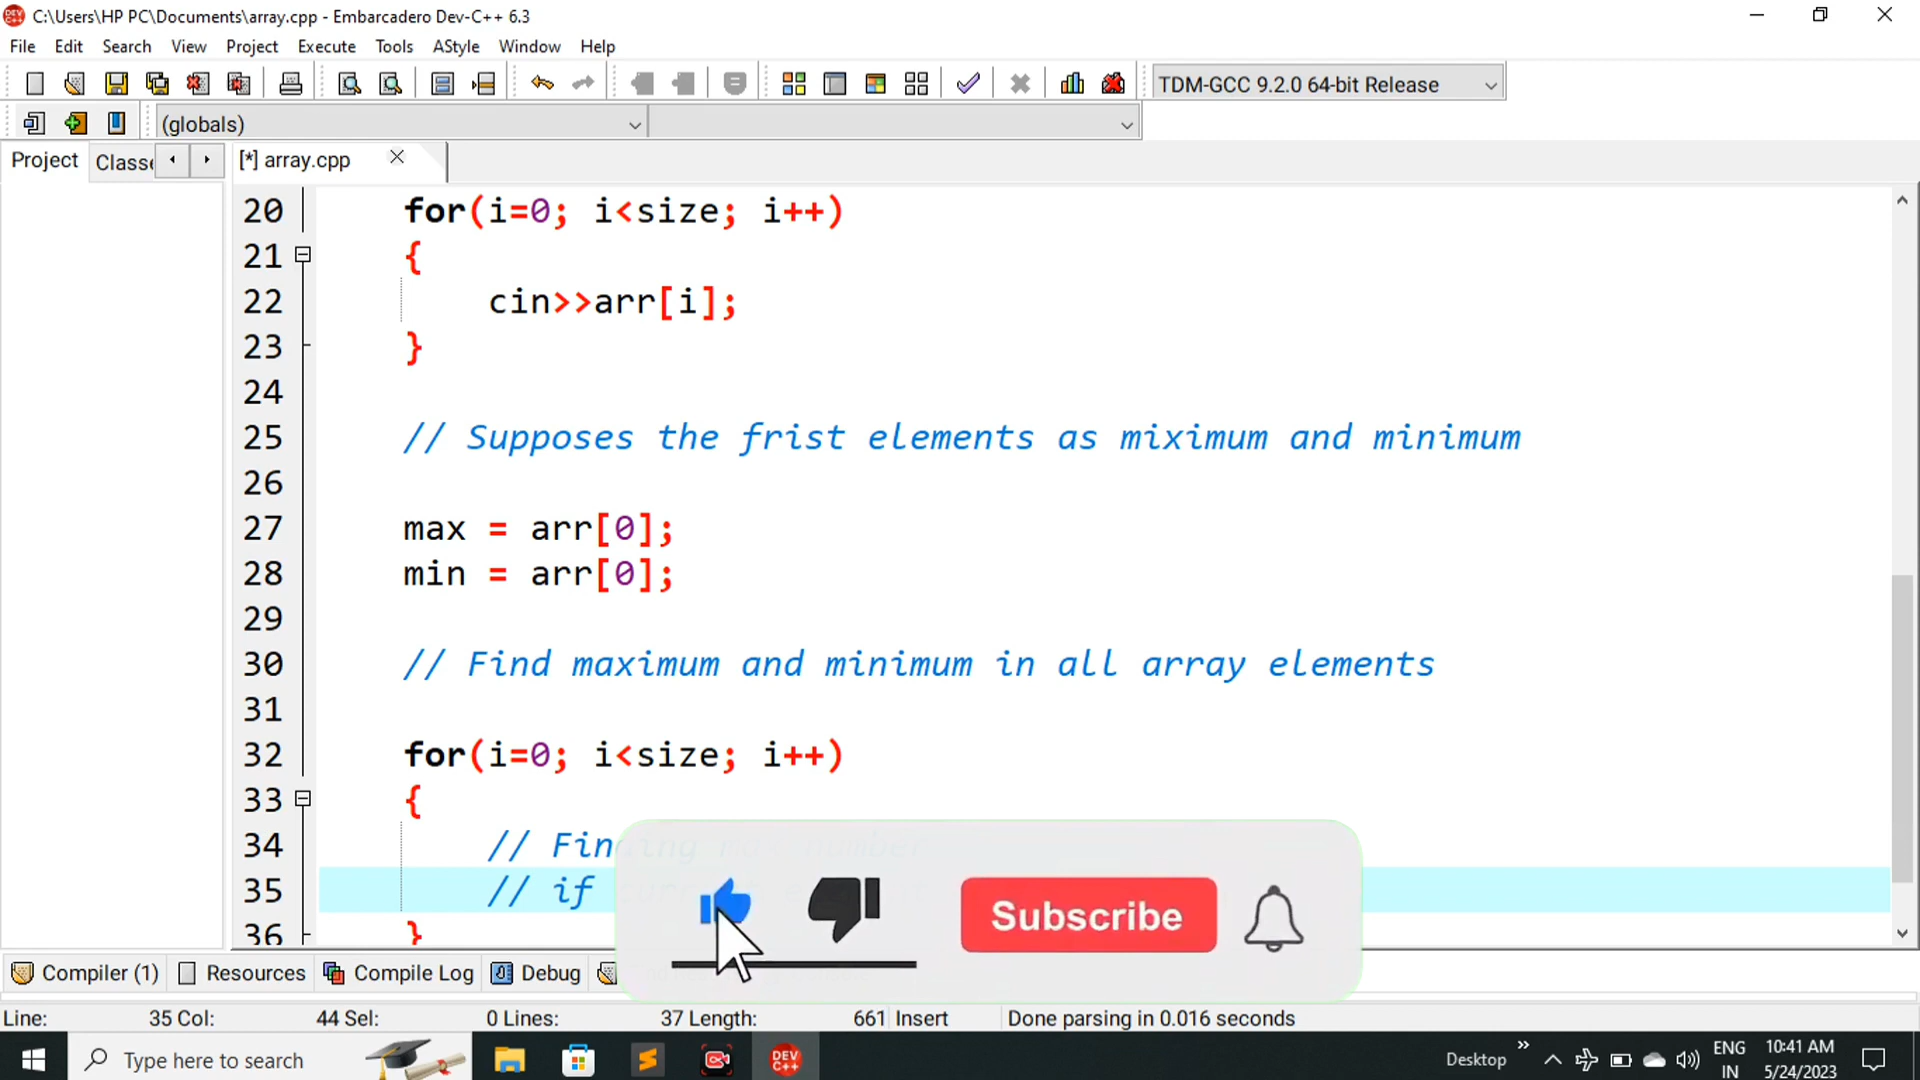 C:\Users\HP PC\Documents\array.cpp - Embarcadero Dev-C++ 6.3
File Edit Search View Project Execute Tools AStyle Window Help
TDM-GCC 9.2.0 64-bit Release
(globals)
Project Classe [*] array.cpp
20 for(i=0; i<size; i++)
21 {
22 cin>>arr[i];
23 }
24
25 // Supposes the frist elements as miximum and minimum
26
27 max = arr[0];
28 min = arr[0];
29
30 // Find maximum and minimum in all array elements
31
32 for(i=0; i<size; i++)
33 {
34 // Finding number
35 // if
36 }
Subscribe
Compiler (1) Resources Compile Log Debug
Line: 35 Col: 44 Sel: 0 Lines: 37 Length: 661 Insert Done parsing in 0.016 seconds
Type here to search DEV C++ Desktop ENG 10:41 AM
IN 5/24/2023